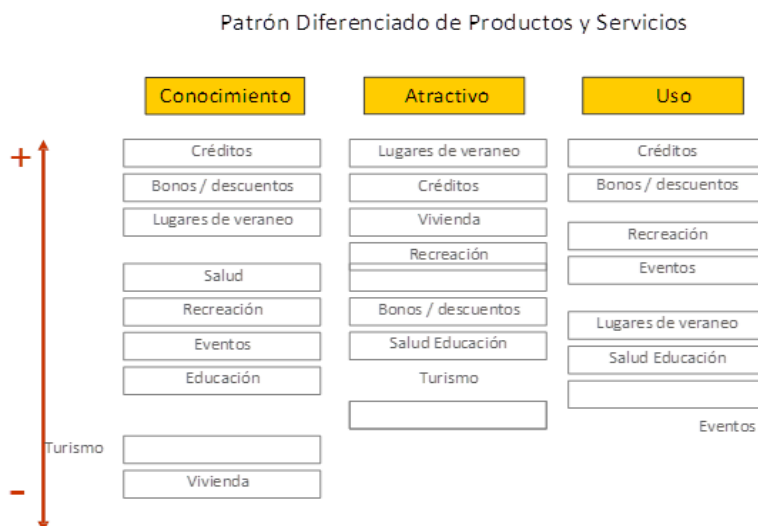 Patrón Diferenciado de Productos y Servicios
Conocimiento
Atractivo
Uso
+
Créditos
Bonos / descuentos
Lugares de veraneo
Salud
Recreación
Eventos
Educación
Turismo
Vivienda
-
Lugares de veraneo
Créditos
Vivienda
Recreación
Bonos / descuentos
Salud Educación
Turismo
Créditos
Bonos / descuentos
Recreación
Eventos
Lugares de veraneo
Salud Educación
Eventos